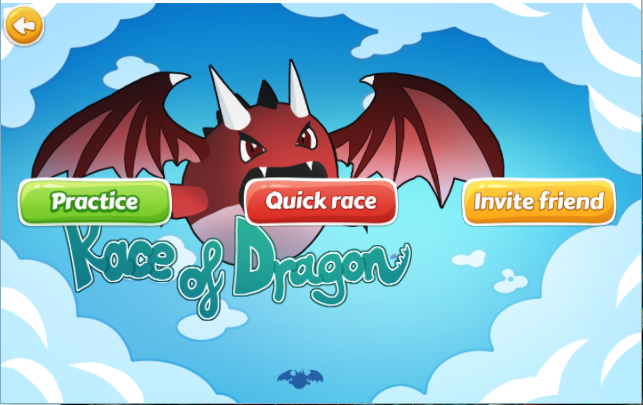 Practice
Quick race
Invite friend
Race of Dragon